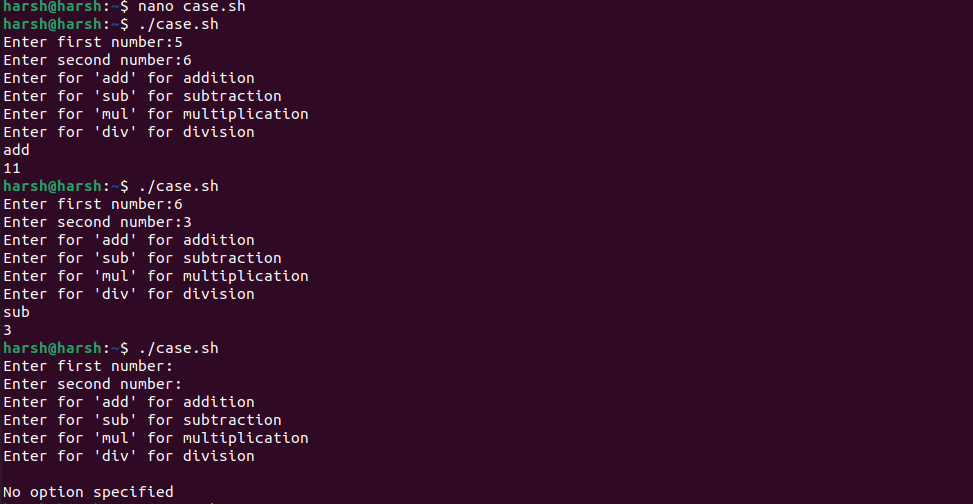 harsh@harsh:~$ nano case.sh
harsh@harsh:~$ ./case.sh
Enter first number:5
Enter second number:6
Enter for 'add' for addition
Enter for 'sub' for subtraction
Enter for 'mul' for multiplication
Enter for 'div' for division
add
11
harsh@harsh:~$ ./case.sh
Enter first number:6
Enter second number:3
Enter for 'add' for addition
Enter for 'sub' for subtraction
Enter for 'mul' for multiplication
Enter for 'div' for division
sub
3
harsh@harsh:~$ ./case.sh
Enter first number:
Enter second number:
Enter for 'add' for addition
Enter for 'sub' for subtraction
Enter for 'mul' for multiplication
Enter for 'div' for division
No option specified